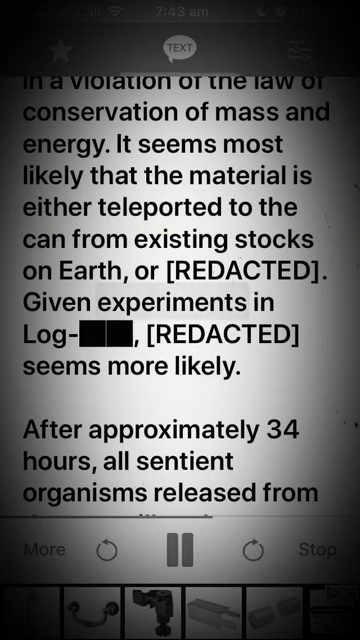 WiFiCall 7:43 am
TEXT
in a violation of the law of
conservation of mass and
energy. It seems most
likely that the material is
either teleported to the
can from existing stocks
on Earth, or [REDACTED].
Given experiments in
Log-██, [REDACTED]
seems more likely.
After approximately 34
hours, all sentient
organisms released from
More
Stop